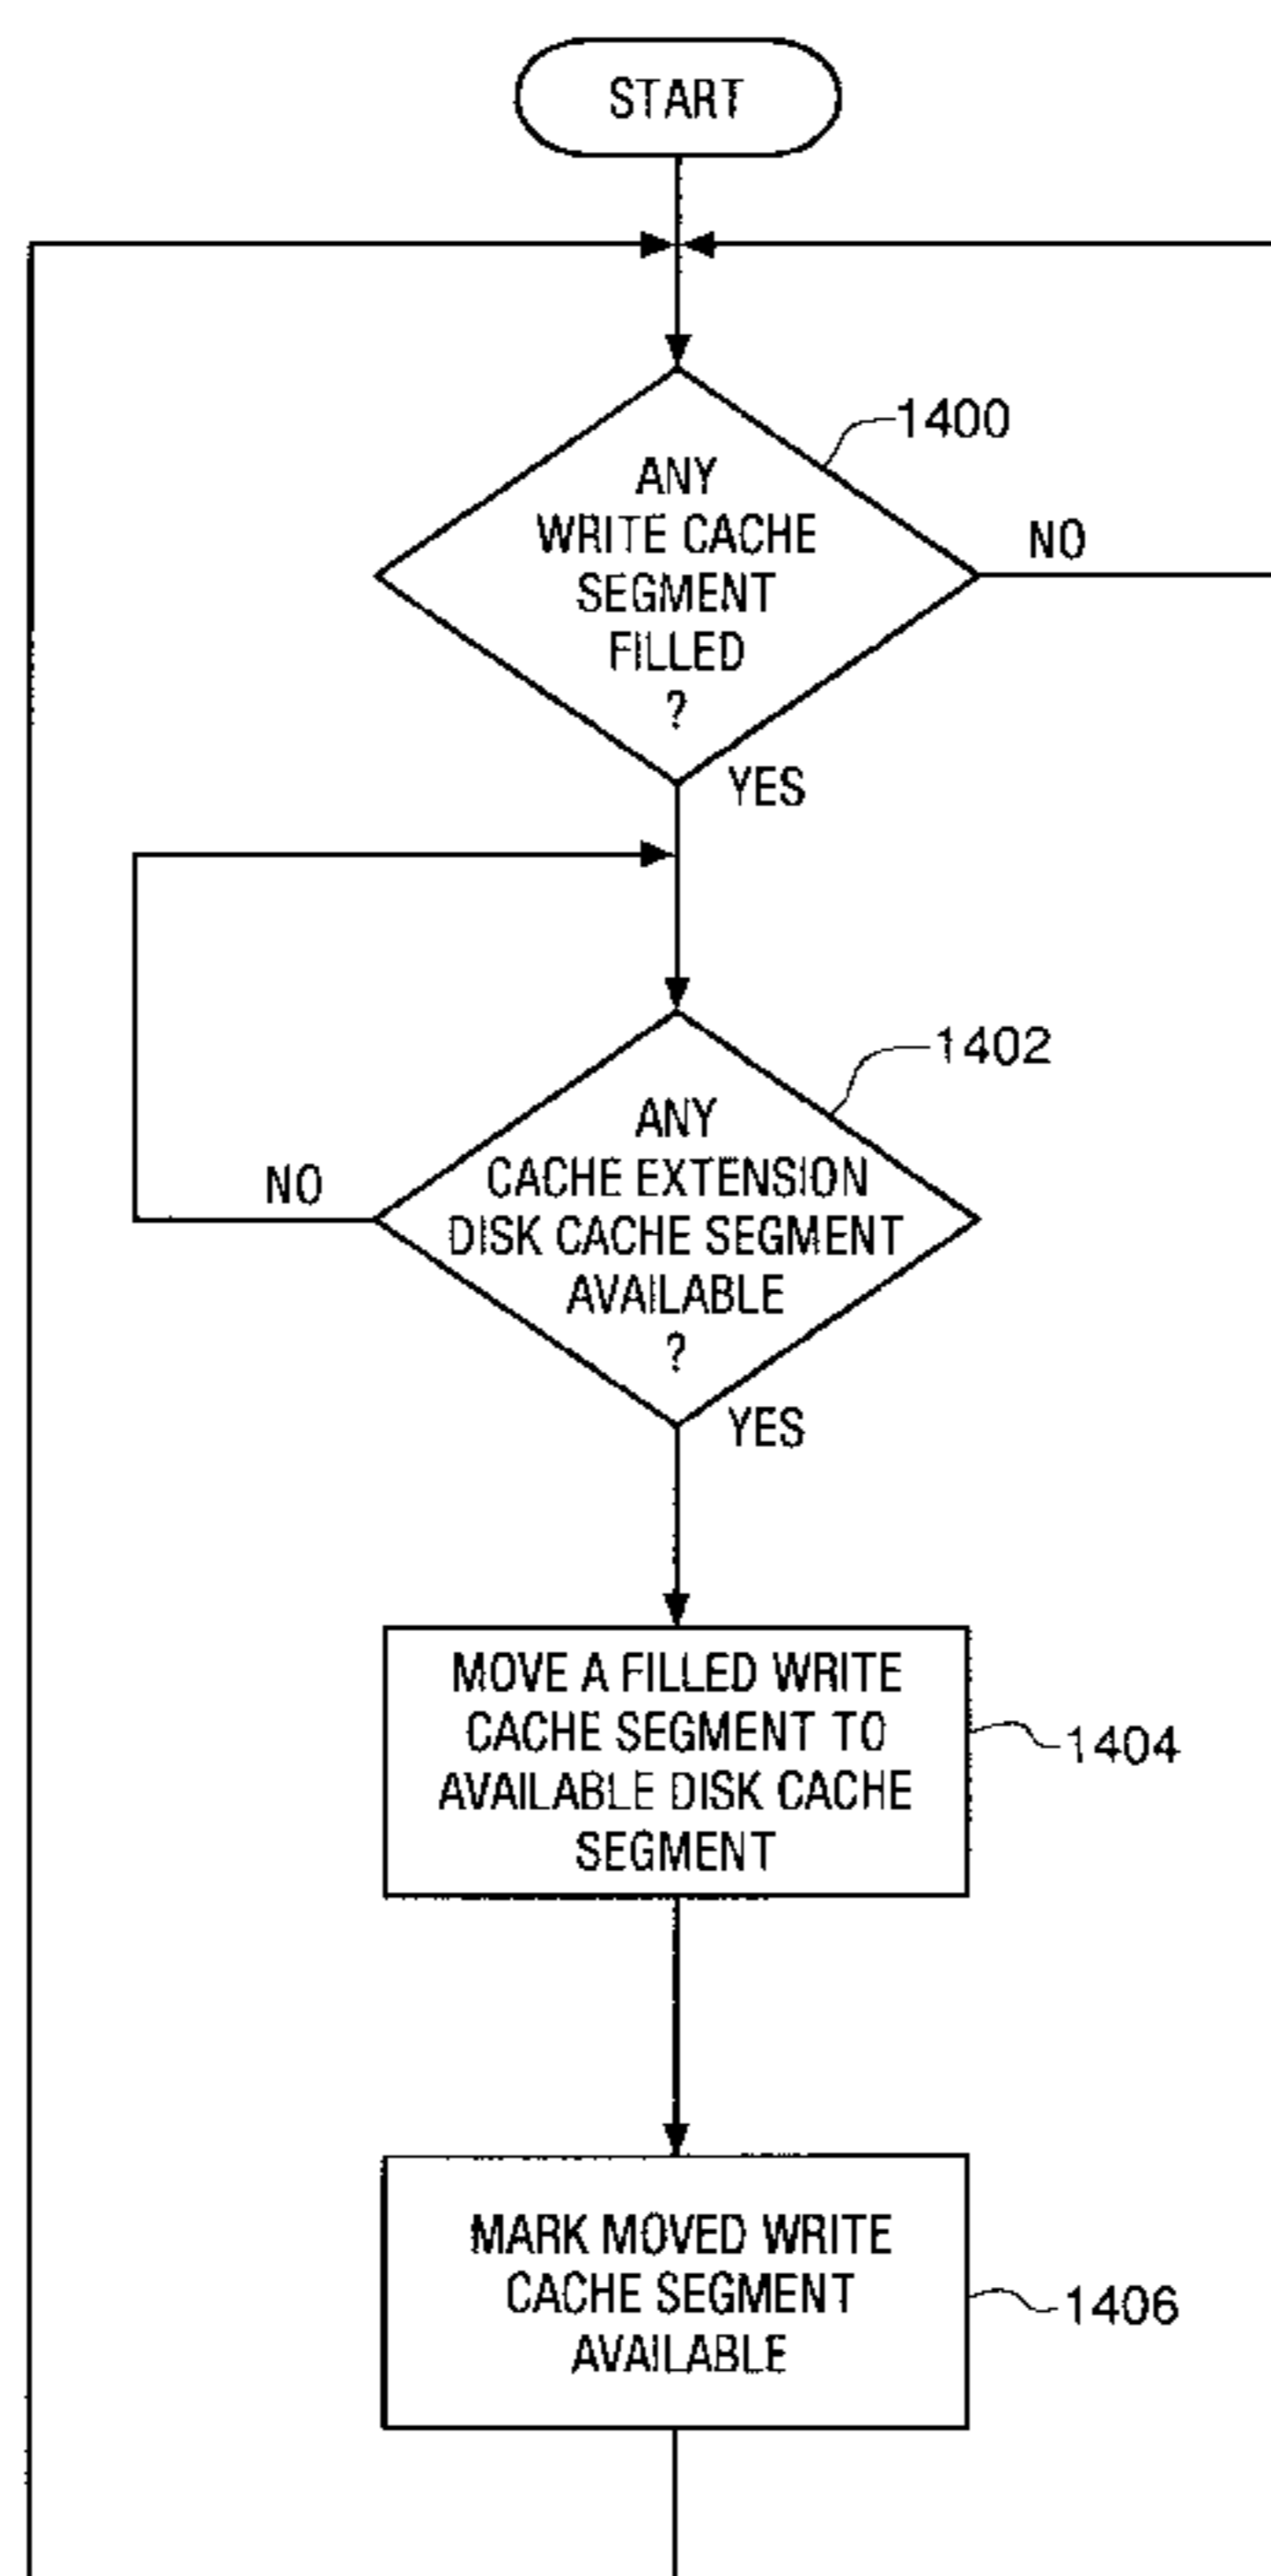 START
1400
ANY
WRITE CACHE
SEGMENT
FILLED
?
NO
YES
1402
ANY
CACHE EXTENSION
DISK CACHE SEGMENT
AVAILABLE
?
NO
YES
MOVE A FILLED WRITE
CACHE SEGMENT TO
AVAILABLE DISK CACHE
SEGMENT
1404
MARK MOVED WRITE
CACHE SEGMENT
AVAILABLE
1406